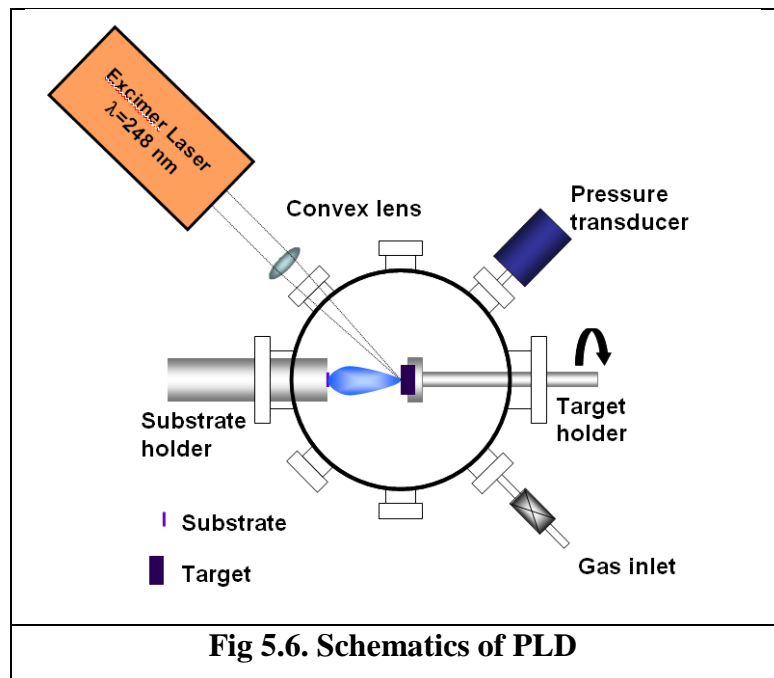 Excimer Laser
λ=248 nm
Convex lens
Pressure
transducer
Substrate
holder
Target
holder
Substrate
Target
Gas inlet
Fig 5.6. Schematics of PLD